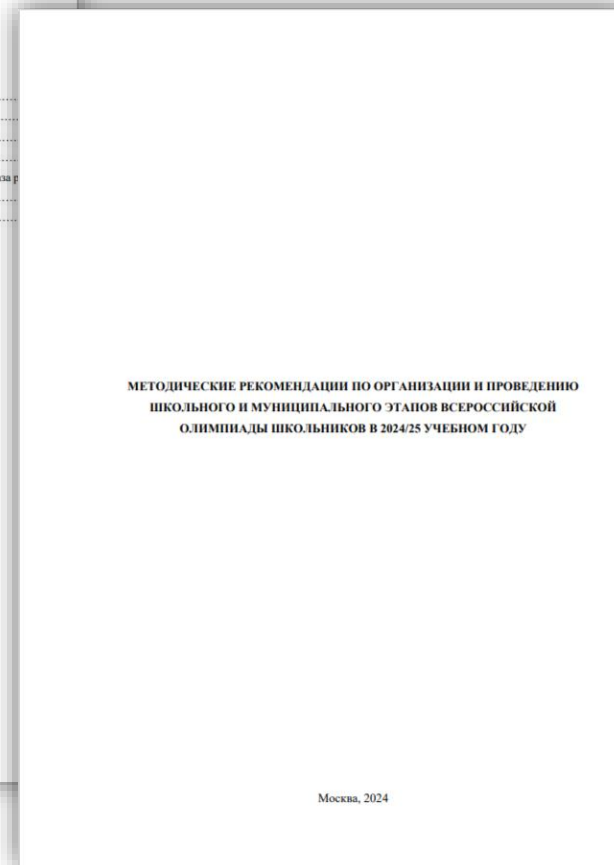 МЕТОДИЧЕСКИЕ РЕКОМЕНДАЦИИ ПО ОРГАНИЗАЦИИ И ПРОВЕДЕНИЮ
ШКОЛЬНОГО И МУНИЦИПАЛЬНОГО ЭТАПОВ ВСЕРОССИЙСКОЙ
ОЛИМПИАДЫ ШКОЛЬНИКОВ В 2024/25 УЧЕБНОМ ГОДУ
Москва, 2024